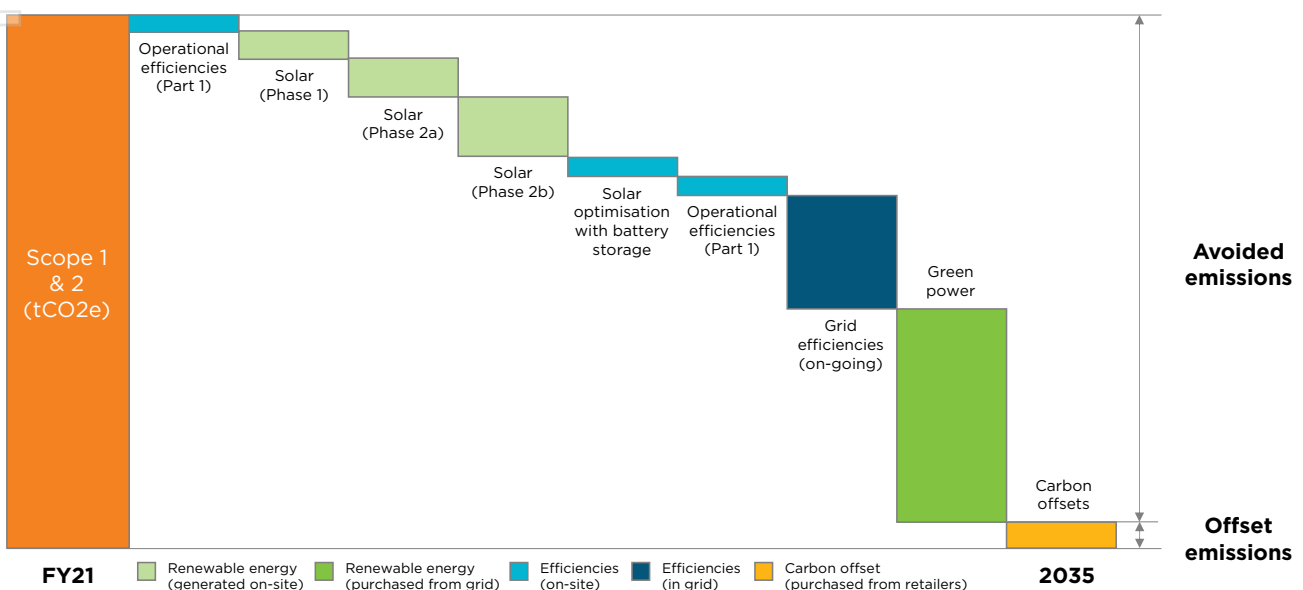 Operational
efficiencies
(Part 1)
Solar
(Phase 1)
Solar
(Phase 2a)
Solar
(Phase 2b)
Solar
optimisation
with battery
storage
Operational
efficiencies
(Part 1)
Scope 1
& 2
(tCO2e)
Green
power
Grid
efficiencies
(on-going)
Carbon
offsets
Avoided
emissions
Offset
emissions
FY21
Renewable energy
(generated on-site)
Renewable energy
(purchased from grid)
Efficiencies
(on-site)
Efficiencies
(in grid)
Carbon offset
(purchased from retailers)
2035